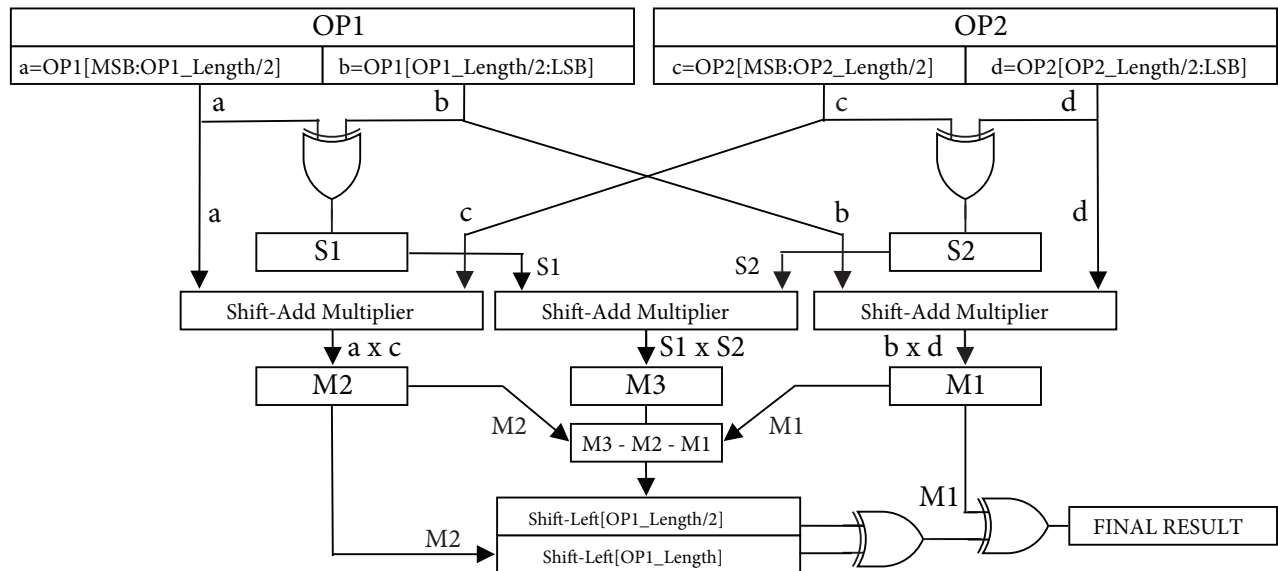 OP1
OP2
a=OP1[MSB:OP1_Length/2]
b=OP1[OP1_Length/2:LSB]
c=OP2[MSB:OP2_Length/2]
d=OP2[OP2_Length/2:LSB]
a
b
c
d
a
c
b
d
S1
S2
S1
S2
Shift-Add Multiplier
Shift-Add Multiplier
Shift-Add Multiplier
a x c
S1 x S2
b x d
M2
M3
M1
M2
M1
M3 - M2 - M1
M1
Shift-Left[OP1_Length/2]
FINAL RESULT
M2
Shift-Left[OP1_Length]